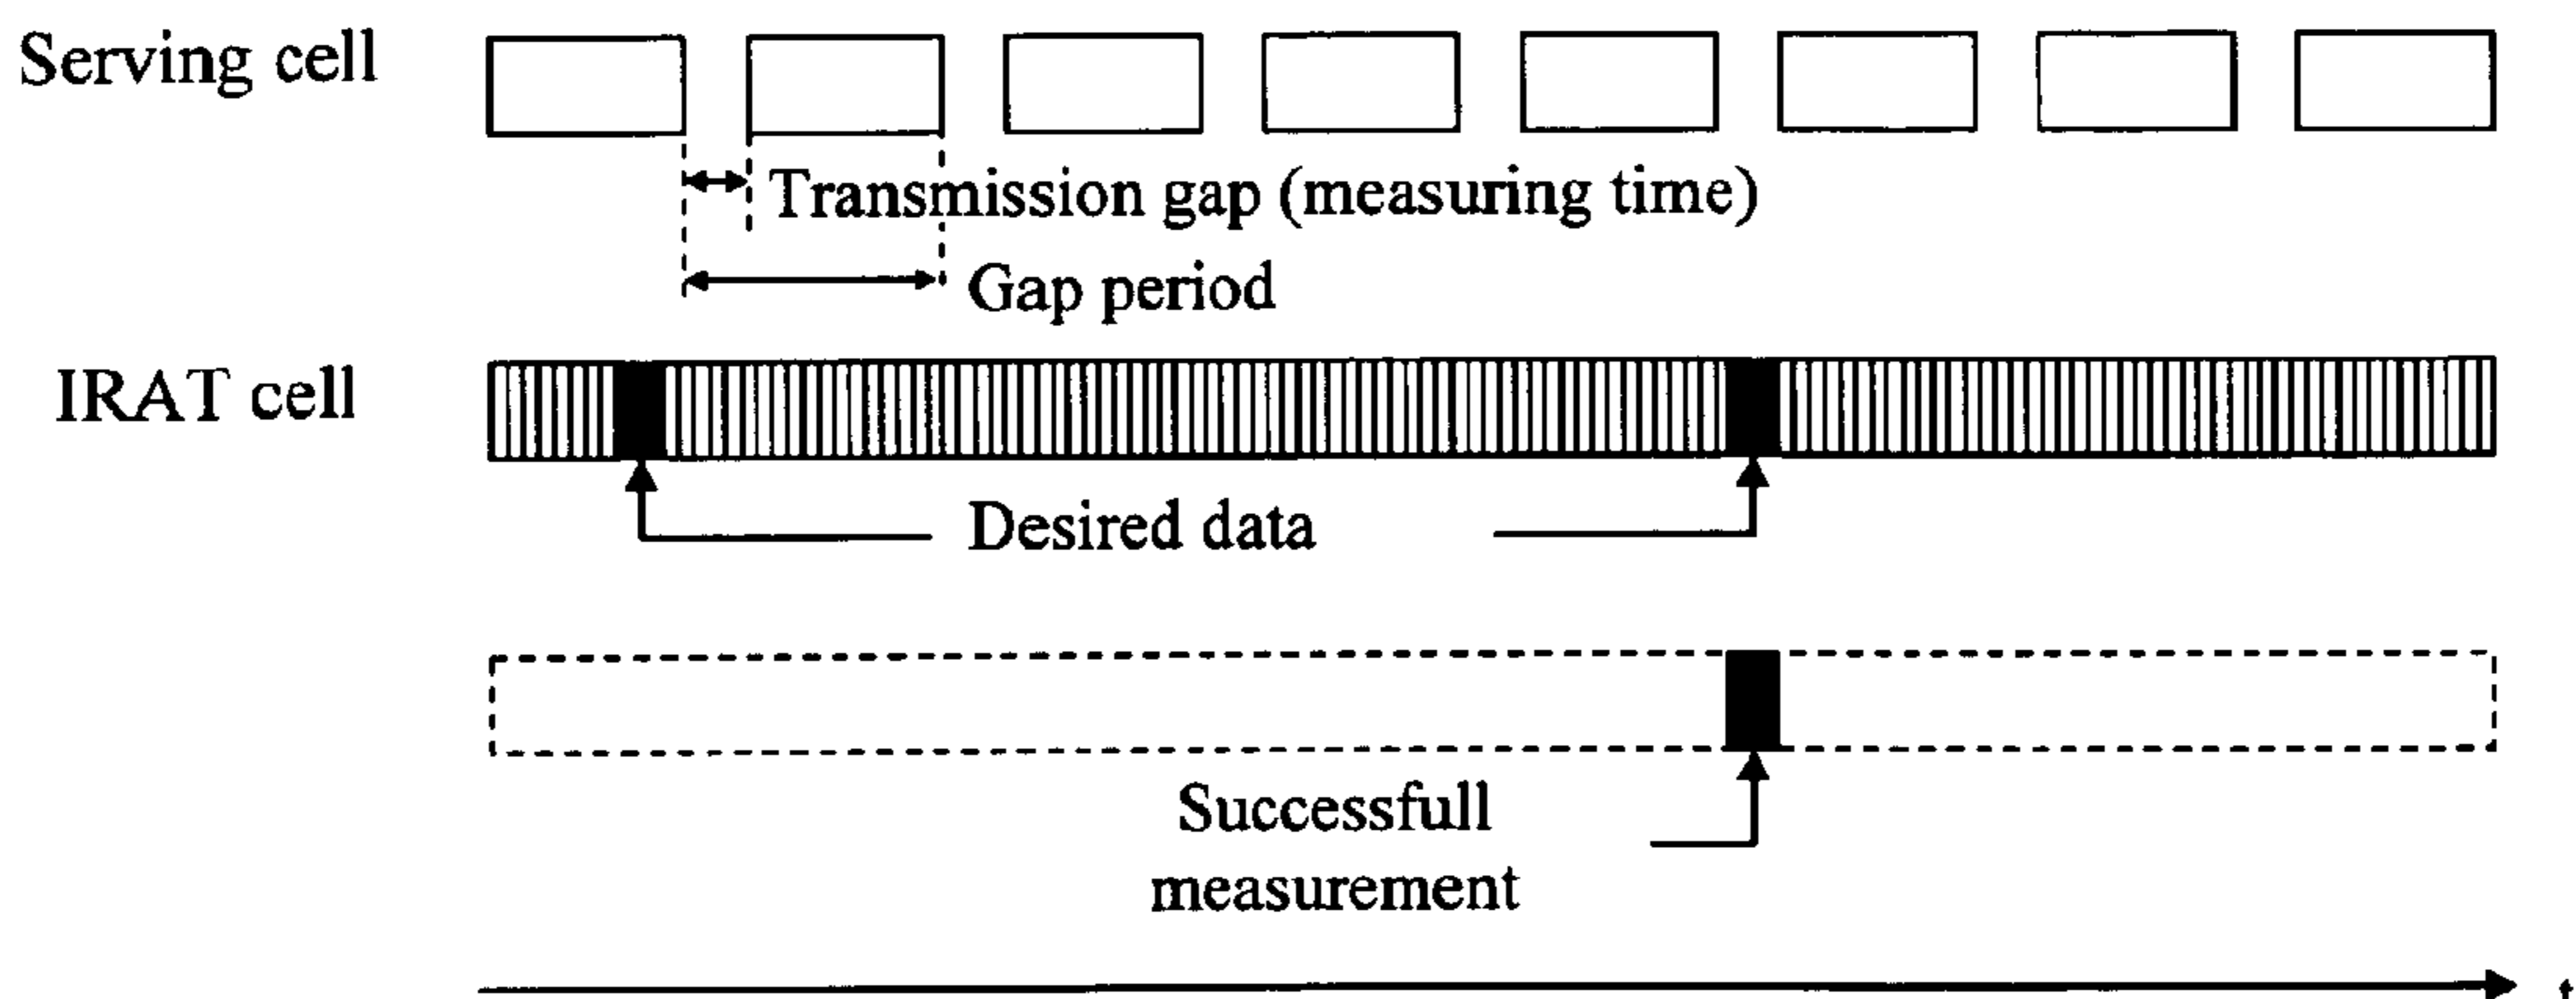 Serving cell
Transmission gap (measuring time)
Gap period
IRAT cell
Desired data
Successfull
measurement
t